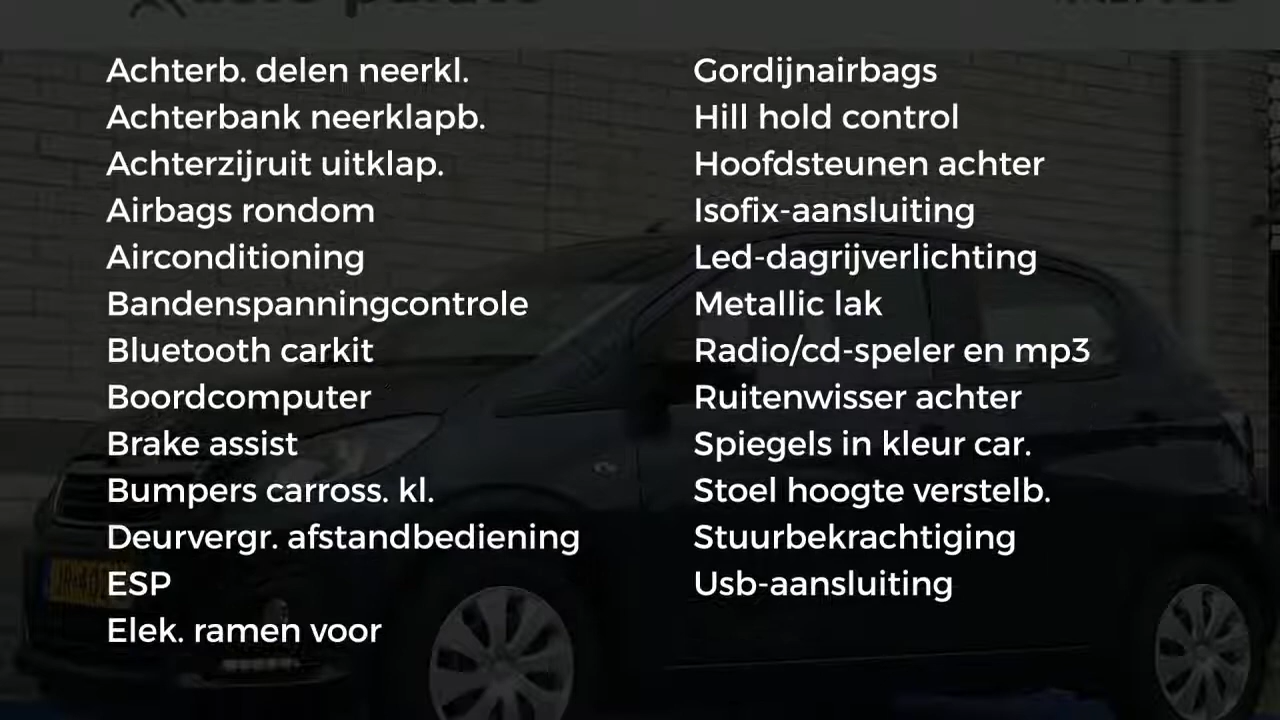 Achterb. delen neerkl.
Achterbank neerklapb.
Achterzijruit uitklap.
Airbags rondom
Airconditioning
Bandenspanningcontrole
Bluetooth carkit
Boordcomputer
Brake assist
Bumpers carross. kl.
Deurvergr. afstandbediening
ESP
Elek. ramen voor
Gordijnairbags
Hill hold control
Hoofdsteunen achter
Isofix-aansluiting
Led-dagrijverlichting
Metallic lak
Radio/cd-speler en mp3
Ruitenwisser achter
Spiegels in kleur car.
Stoel hoogte verstelb.
Stuurbekrachtiging
Usb-aansluiting